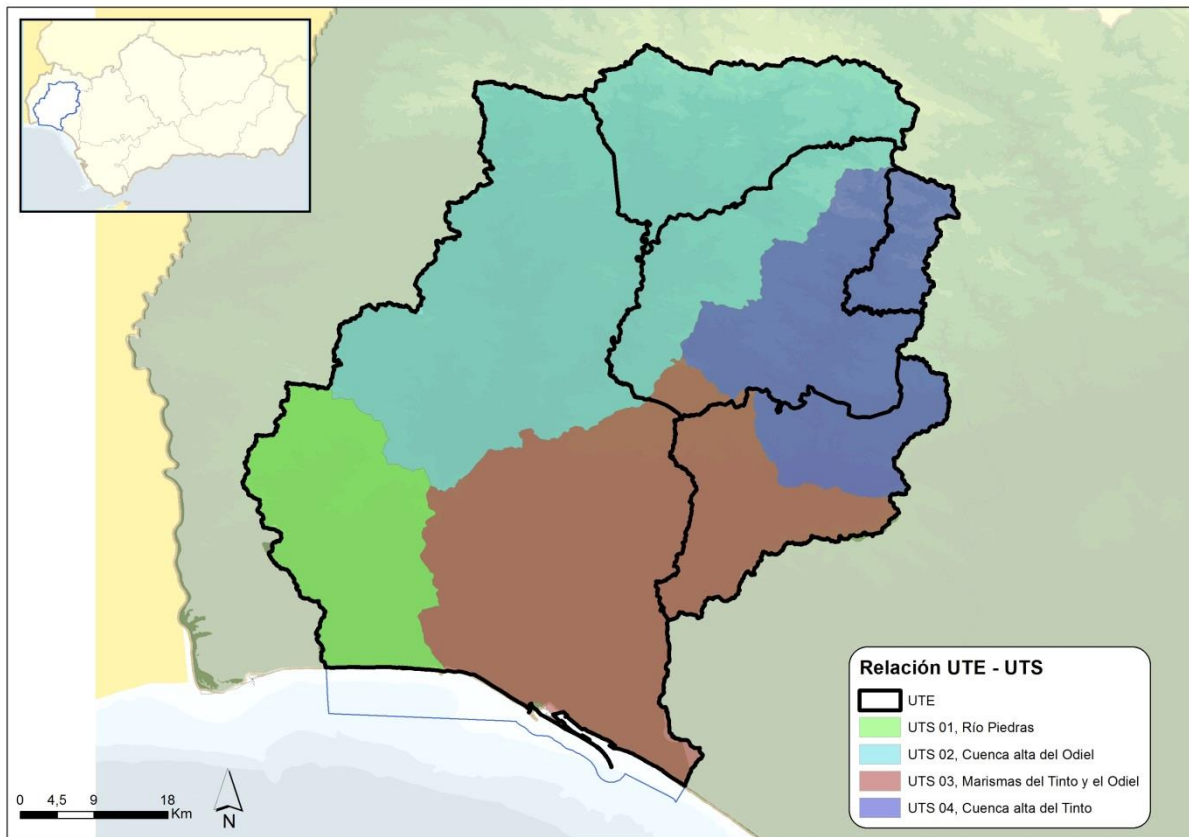 Relación UTE - UTS
UTE
UTS 01, Río Piedras
UTS 02, Cuenca alta del Odiel
UTS 03, Marismas del Tinto y el Odiel
UTS 04, Cuenca alta del Tinto
0 4,5 9 18
Km
N